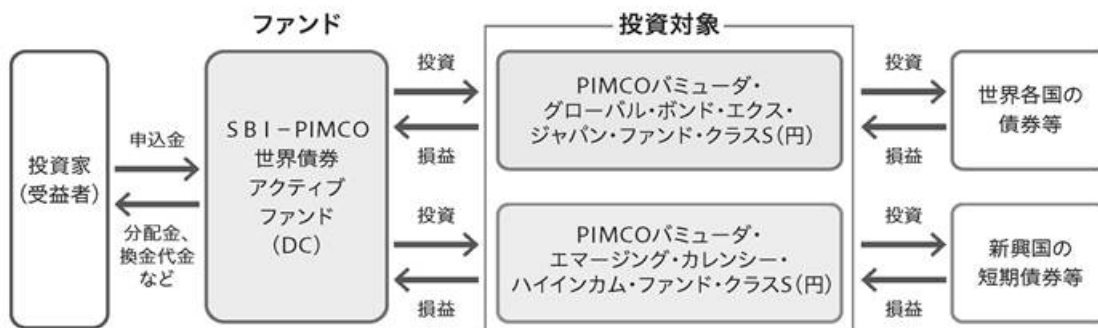 ファンド
投資対象
投資家
（受益者）
申込金
分配金、
換金代金
など
ＳＢＩ－PIMCO
世界債券
アクティブ
ファンド
（DC）
投資
損益
投資
損益
PIMCOバミューダ・
グローバル・ボンド・エクス・
ジャパン・ファンド・クラスS（円）
PIMCOバミューダ・
エマージング・カレンシー・
ハイインカム・ファンド・クラスS（円）
投資
損益
投資
損益
世界各国の
債券等
新興国の
短期債券等